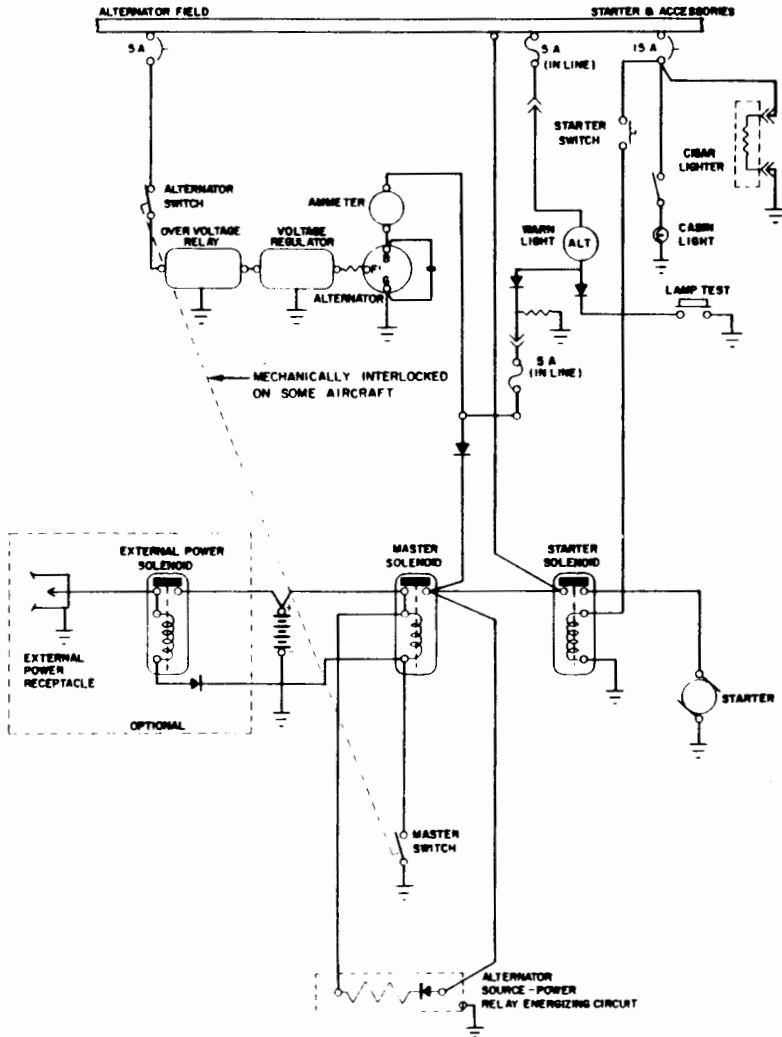 ALTERNATOR FIELD
STARTER & ACCESSORIES
5 A
5 A
(IN LINE)
15 A
STARTER
SWITCH
CIGAR
LIGHTER
ALTERNATOR
SWITCH
AMMETER
OVER VOLTAGE
RELAY
VOLTAGE
REGULATOR
WARN
LIGHT
ALT
CABIN
LIGHT
F
B
G
ALTERNATOR
LAMP TEST
5 A
(IN LINE)
MECHANICALLY INTERLOCKED
ON SOME AIRCRAFT
EXTERNAL POWER
SOLENOID
MASTER
SOLENOID
STARTER
SOLENOID
+
EXTERNAL
POWER
RECEPTACLE
STARTER
OPTIONAL
MASTER
SWITCH
ALTERNATOR
SOURCE - POWER
RELAY ENERGIZING CIRCUIT